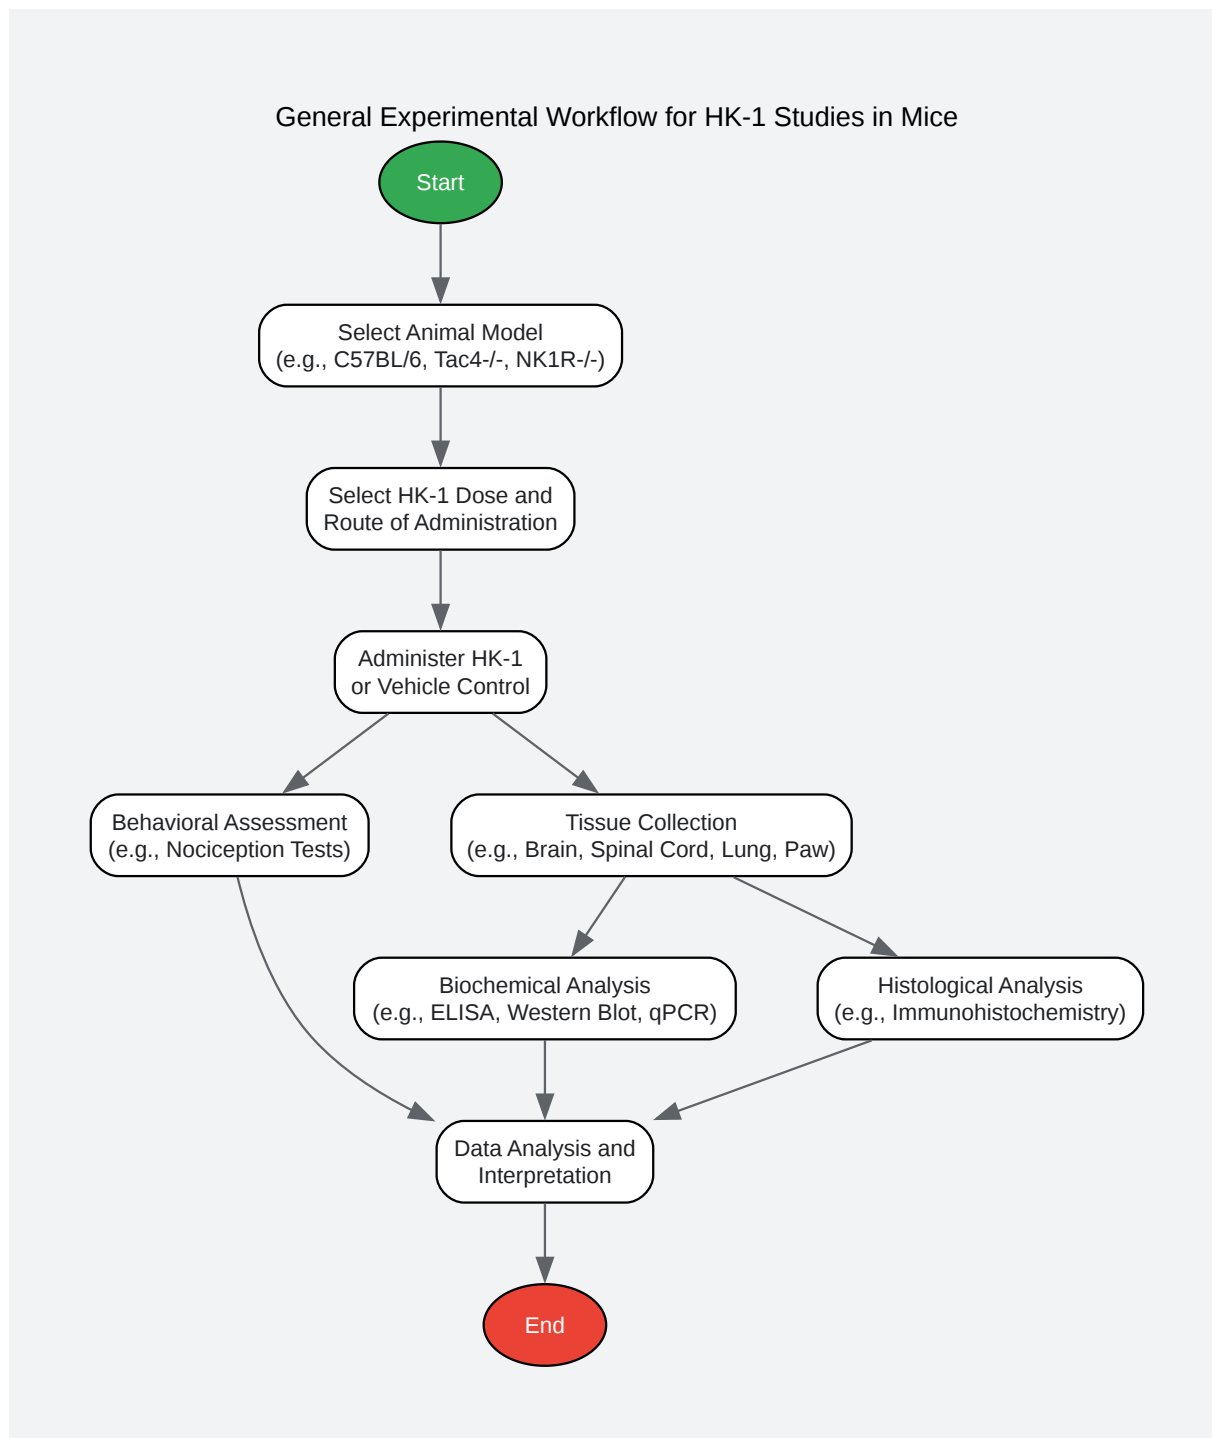 General Experimental Workflow for HK-1 Studies in Mice
Start
Select Animal Model
(e.g., C57BL/6, Tac4-/-, NK1R-/-)
Select HK-1 Dose and
Route of Administration
Administer HK-1
or Vehicle Control
Behavioral Assessment
(e.g., Nociception Tests)
Tissue Collection
(e.g., Brain, Spinal Cord, Lung, Paw)
Biochemical Analysis
(e.g., ELISA, Western Blot, qPCR)
Histological Analysis
(e.g., Immunohistochemistry)
Data Analysis and
Interpretation
End